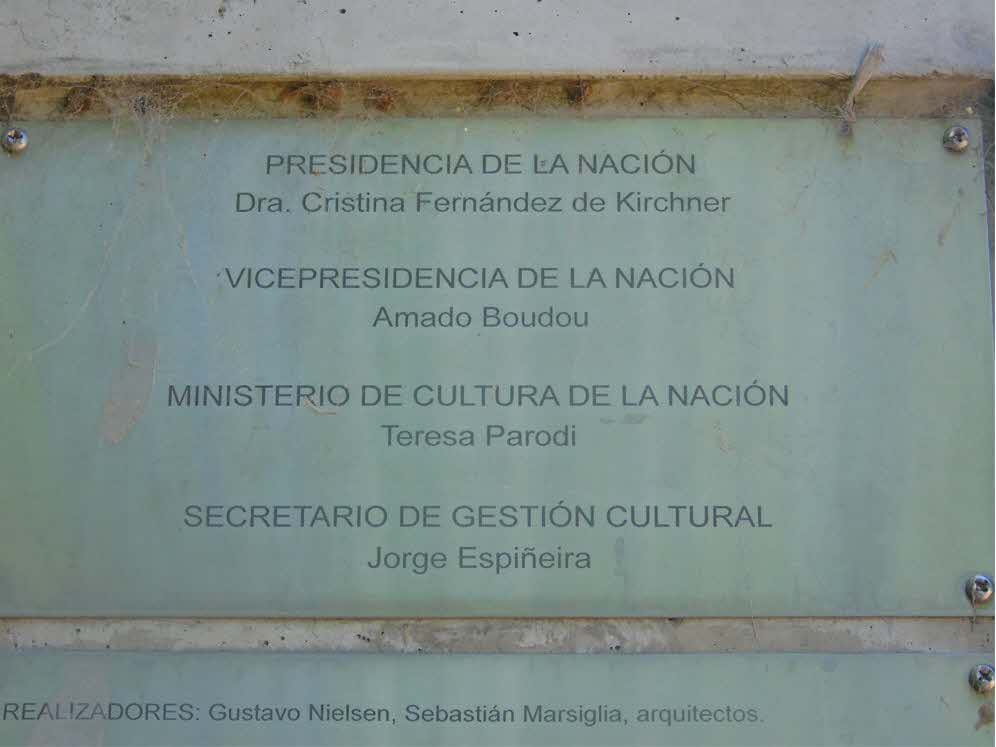 PRESIDENCIA DE LA NACIÓN
Dra. Cristina Fernández de Kirchner
VICEPRESIDENCIA DE LA NACIÓN
Amado Boudou
MINISTERIO DE CULTURA DE LA NACIÓN
Teresa Parodi
SECRETARIO DE GESTIÓN CULTURAL
Jorge Espiñeira
REALIZADORES: Gustavo Nielsen, Sebastián Marsiglia, arquitectos.